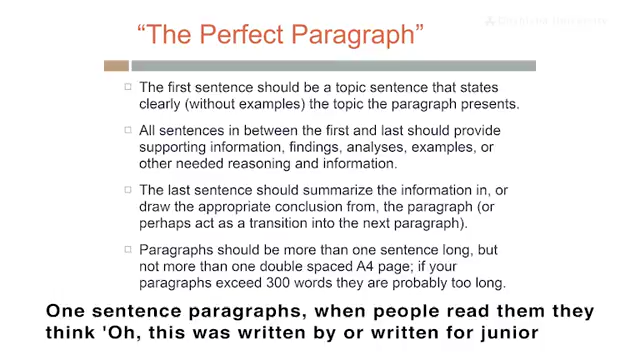 “The Perfect Paragraph”
The first sentence should be a topic sentence that states
clearly (without examples) the topic the paragraph presents.
All sentences in between the first and last should provide
supporting information, findings, analyses, examples, or
other needed reasoning and information.
The last sentence should summarize the information in, or
draw the appropriate conclusion from, the paragraph (or
perhaps act as a transition into the next paragraph).
Paragraphs should be more than one sentence long, but
not more than one double spaced A4 page; if your
paragraphs exceed 300 words they are probably too long.
One sentence paragraphs, when people read them they
think 'Oh, this was written by or written for junior